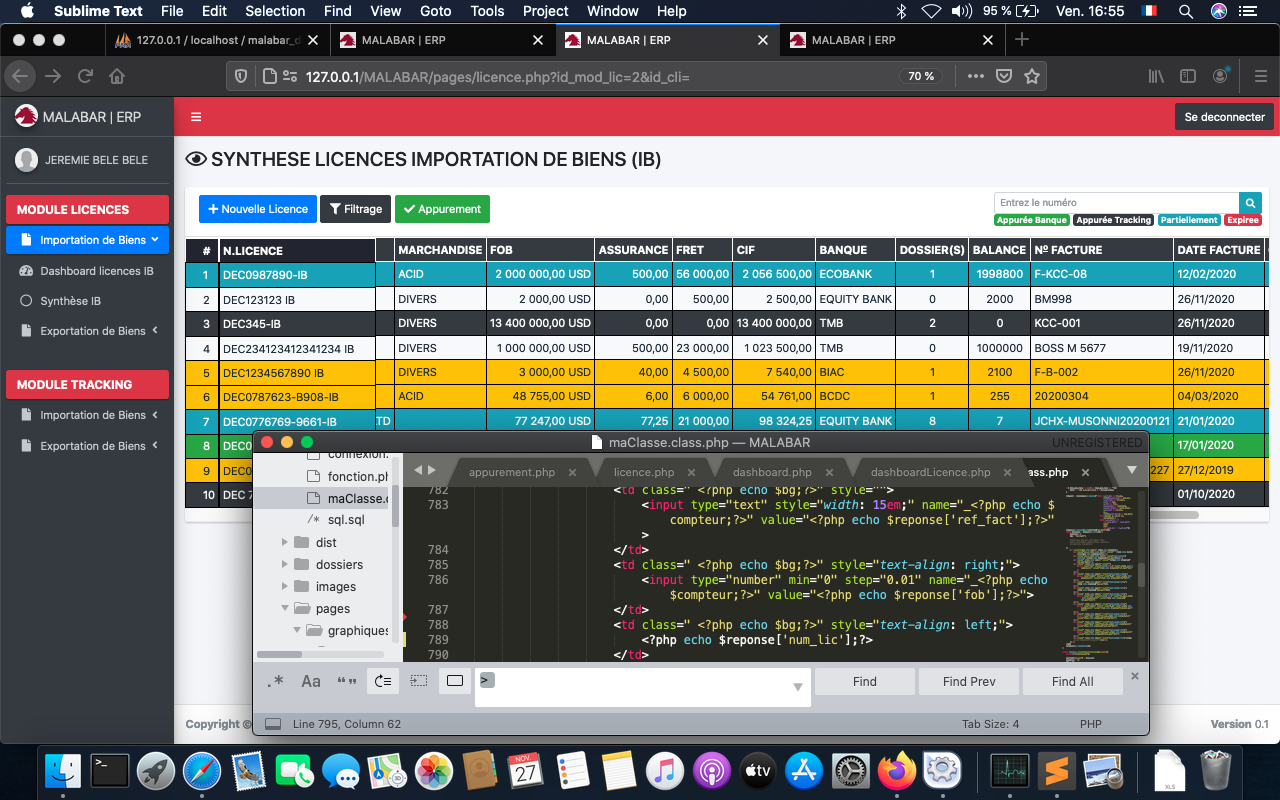 Sublime Text File Edit Selection Find View Goto Tools Project Window Help 95 % Ven. 16:55
127.0.0.1 / localhost / malabar_d MALABAR | ERP MALABAR | ERP MALABAR | ERP
127.0.0.1/MALABAR/pages/licence.php?id_mod_lic=2&id_cli= 70 %
MALABAR | ERP
Se deconnecter
JEREMIE BELE BELE
MODULE LICENCES
Importation de Biens
Dashboard licences IB
Synthèse IB
Exportation de Biens
MODULE TRACKING
Importation de Biens
Exportation de Biens
SYNTHESE LICENCES IMPORTATION DE BIENS (IB)
Nouvelle Licence Filtrage Appurement
Entrez le numéro
Appurée Banque Appurée Tracking Partiellement Expiree
# N.LICENCE MARCHANDISE FOB ASSURANCE FRET CIF BANQUE DOSSIER(S) BALANCE Nº FACTURE DATE FACTURE
1 DEC0987890-IB ACID 2 000 000,00 USD 500,00 56 000,00 2 056 500,00 ECOBANK 1 1998800 F-KCC-08 12/02/2020
2 DEC123123 IB DIVERS 2 000,00 USD 0,00 500,00 2 500,00 EQUITY BANK 0 2000 BM998 26/11/2020
3 DEC345-IB DIVERS 13 400 000,00 USD 0,00 0,00 13 400 000,00 TMB 2 0 KCC-001 26/11/2020
4 DEC234123412341234 IB DIVERS 1 000 000,00 USD 500,00 23 000,00 1 023 500,00 TMB 0 1000000 BOSS M 5677 19/11/2020
5 DEC1234567890 IB DIVERS 3 000,00 USD 40,00 4 500,00 7 540,00 BIAC 1 2100 F-B-002 26/11/2020
6 DEC0787623-B908-IB ACID 48 755,00 USD 6,00 6 000,00 54 761,00 BCDC 1 255 20200304 04/03/2020
7 DEC0776769-9661-IB TD 77 247,00 USD 77,25 21 000,00 98 324,25 EQUITY BANK 8 7 JCHX-MUSONNI20200121 21/01/2020
8 DEC0 17/01/2020
9 DEC0 227 27/12/2019
10 DEC 7 01/10/2020
Copyright © Version 0.1
maClasse.class.php — MALABAR UNREGISTERED
connexion.
fonction.ph
maClasse.c
/* sql.sql
dist
dossiers
images
pages
graphiques
appurement.php licence.php dashboard.php dashboardLicence.php ass.php
782 <td class=" <?php echo $bg;?>" style="">
783 <input type="text" style="width: 15em;" name="_<?php echo $
compteur;?>" value="<?php echo $reponse['ref_fact'];?>"
>
784 </td>
785 <td class=" <?php echo $bg;?>" style="text-align: right;">
786 <input type="number" min="0" step="0.01" name="_<?php echo
$compteur;?>" value="<?php echo $reponse['fob'];?>">
787 </td>
788 <td class=" <?php echo $bg;?>" style="text-align: left;">
789 <?php echo $reponse['num_lic'];?>
790 </td>
.* Aa “” > Find Find Prev Find All
Line 795, Column 62 Tab Size: 4 PHP
NOV. 27
tv
XLS